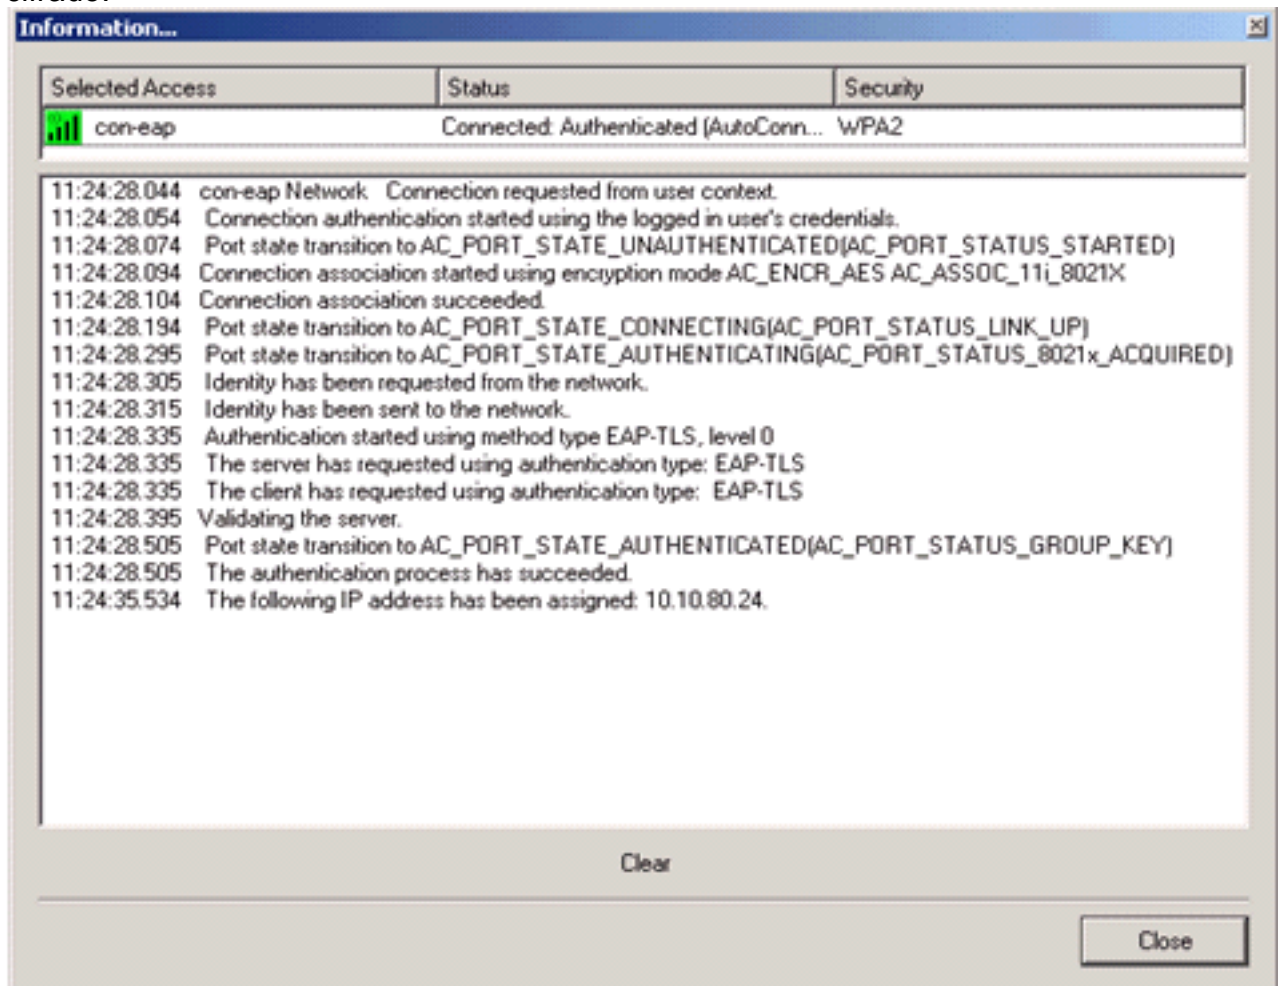 cifrado.
Information...
Selected Access Status Security
con-eap Connected: Authenticated (AutoConn... WPA2
11:24:28.044 con-eap Network Connection requested from user context.
11:24:28.054 Connection authentication started using the logged in user's credentials.
11:24:28.074 Port state transition to AC_PORT_STATE_UNAUTHENTICATED(AC_PORT_STATUS_STARTED)
11:24:28.094 Connection association started using encryption mode AC_ENCR_AES AC_ASSOC_11i_8021X
11:24:28.104 Connection association succeeded.
11:24:28.194 Port state transition to AC_PORT_STATE_CONNECTING(AC_PORT_STATUS_LINK_UP)
11:24:28.295 Port state transition to AC_PORT_STATE_AUTHENTICATING(AC_PORT_STATUS_8021x_ACQUIRED)
11:24:28.305 Identity has been requested from the network.
11:24:28.315 Identity has been sent to the network.
11:24:28.335 Authentication started using method type EAP-TLS, level 0
11:24:28.335 The server has requested using authentication type: EAP-TLS
11:24:28.335 The client has requested using authentication type: EAP-TLS
11:24:28.395 Validating the server.
11:24:28.505 Port state transition to AC_PORT_STATE_AUTHENTICATED(AC_PORT_STATUS_GROUP_KEY)
11:24:28.505 The authentication process has succeeded.
11:24:35.534 The following IP address has been assigned: 10.10.80.24.
Clear
Close